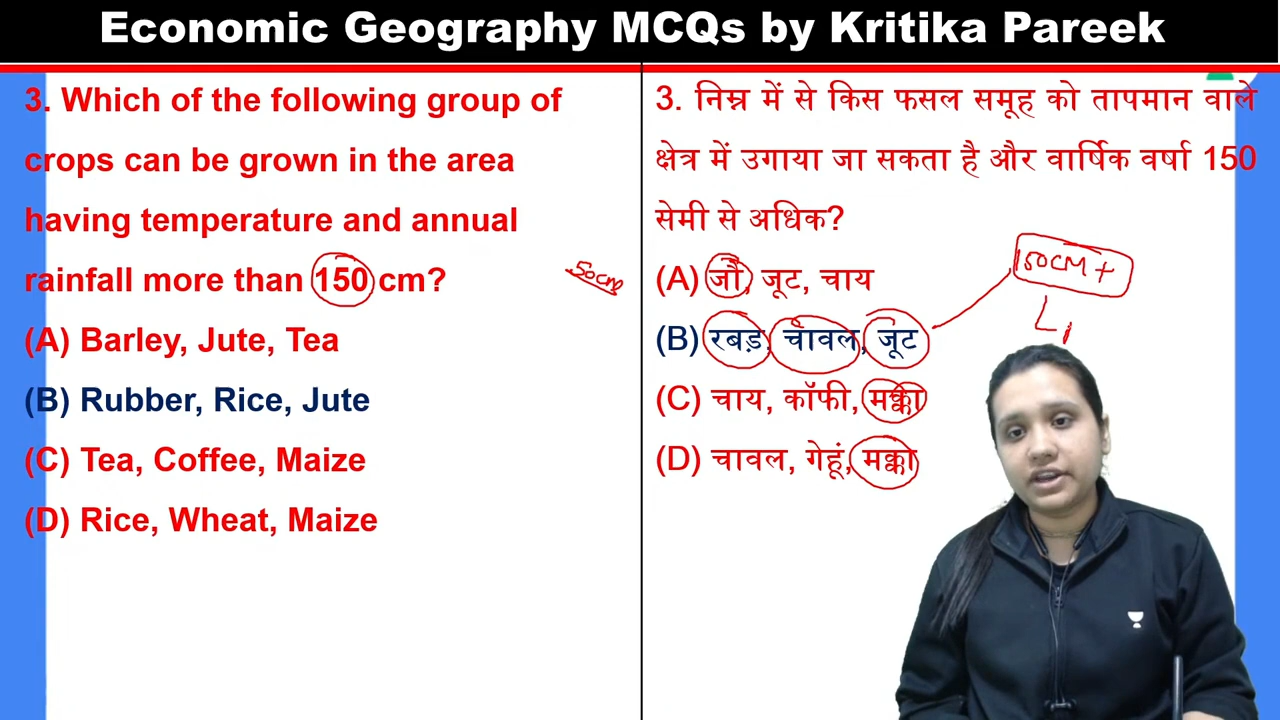 Economic Geography MCQs by Kritika Pareek
3. Which of the following group of
crops can be grown in the area
having temperature and annual
rainfall more than 150 cm?
(A) Barley, Jute, Tea
(B) Rubber, Rice, Jute
(C) Tea, Coffee, Maize
(D) Rice, Wheat, Maize
50cm
3. निम्न में से किस फसल समूह को तापमान वाले
क्षेत्र में उगाया जा सकता है और वार्षिक वर्षा 150
सेमी से अधिक?
(A) जौ, जूट, चाय
(B) रबड़, चावल, जूट
(C) चाय, कॉफी, मक्का
(D) चावल, गेहूं, मक्का
150CM+